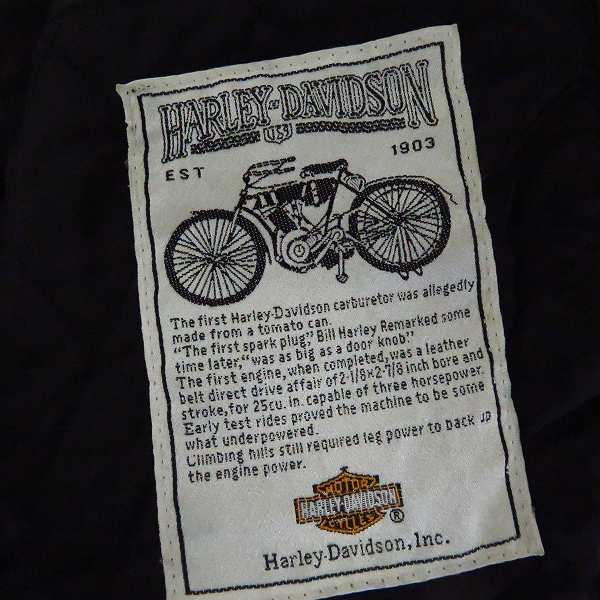 HARLEY-DAVIDSON
EST 1903
The first Harley-Davidson carburetor was allegedly
made from a tomato can.
"The first spark plug," Bill Harley Remarked some
time later, "was as big as a door knob."
The first engine, when completed, was a leather
belt direct drive affair of 2-1/8x2-7/8 inch bore and
stroke, for 25cu. in. capable of three horsepower.
Early test rides proved the machine to be some
what underpowered.
Climbing hills still required leg power to back up
the engine power.
MOTOR
HARLEY-DAVIDSON
CYCLES
®
Harley-Davidson, Inc.